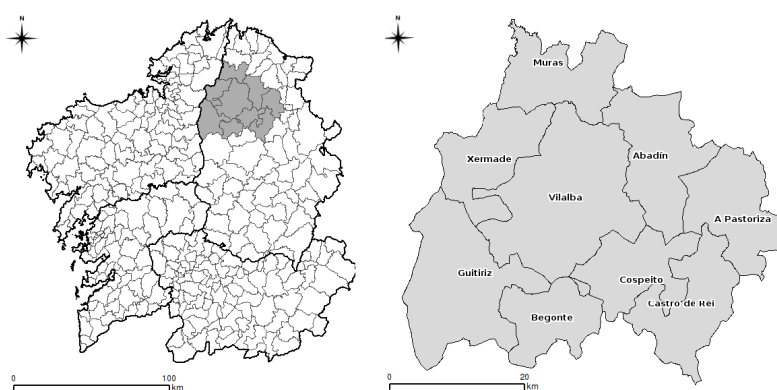 N
0
100
km
N
Muras
Xermade
Abadín
Vilalba
A Pastoriza
Guitiriz
Cospeito
Castro de Rei
Begonte
0
20
km